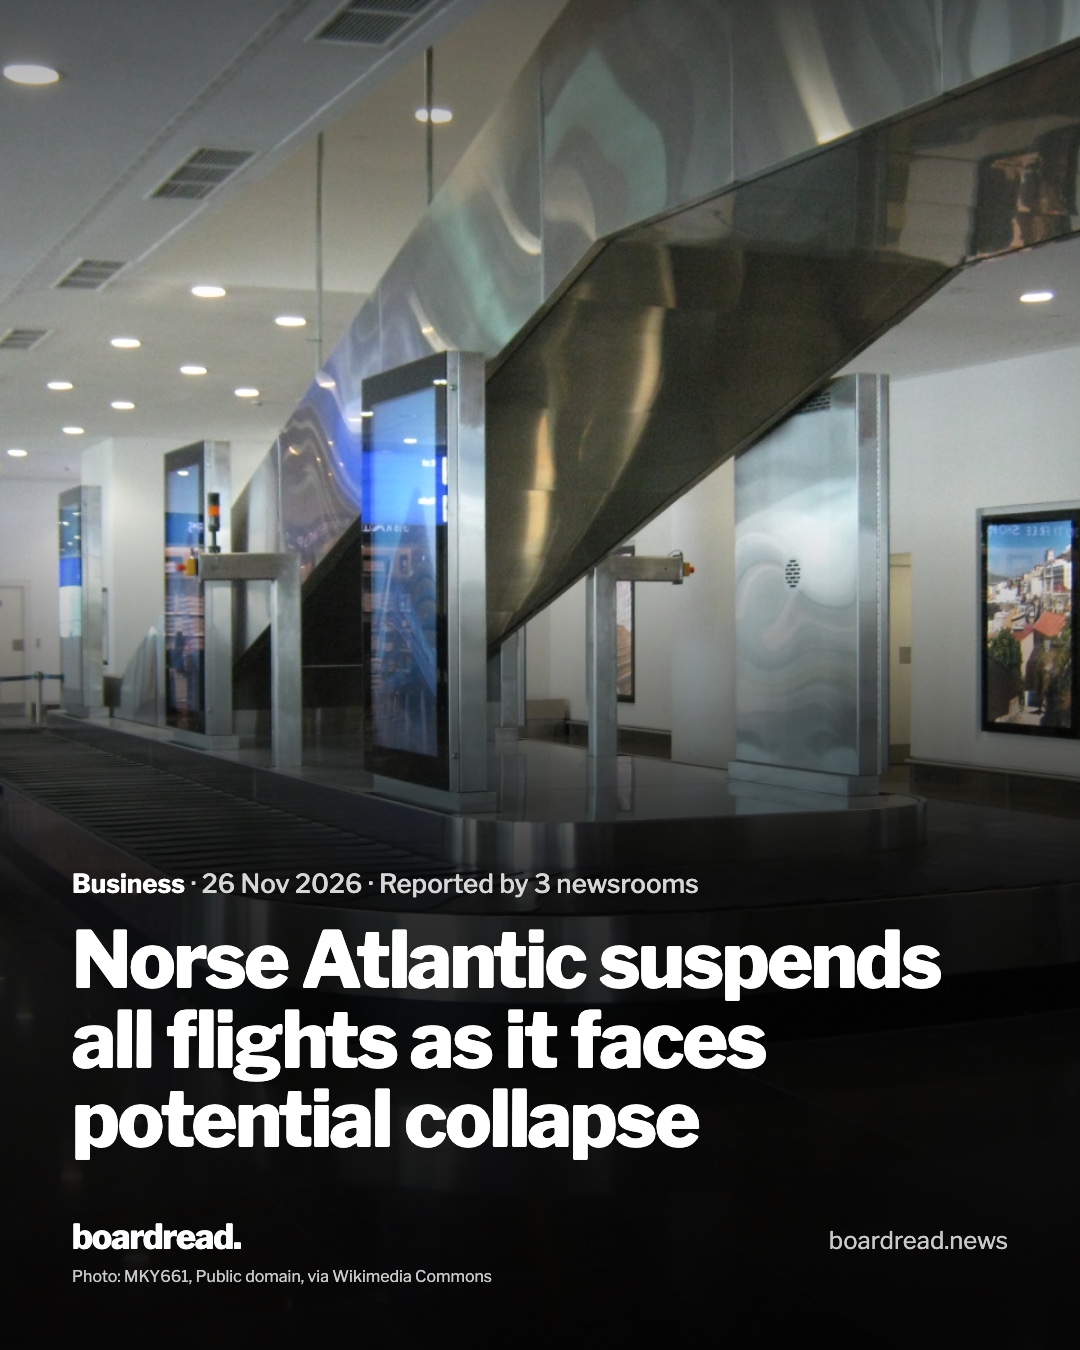 Business · 26 Nov 2026 · Reported by 3 newsrooms
Norse Atlantic suspends
all flights as it faces
potential collapse
boardread.
boardread.news
Photo: MKY661, Public domain, via Wikimedia Commons